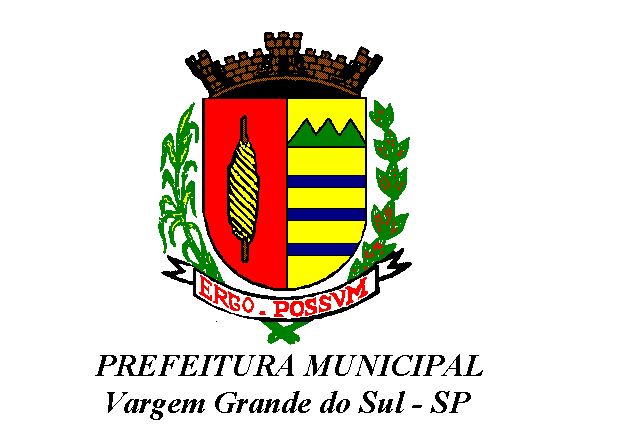 ERGO - POSSVM
PREFEITURA MUNICIPAL
Vargem Grande do Sul - SP